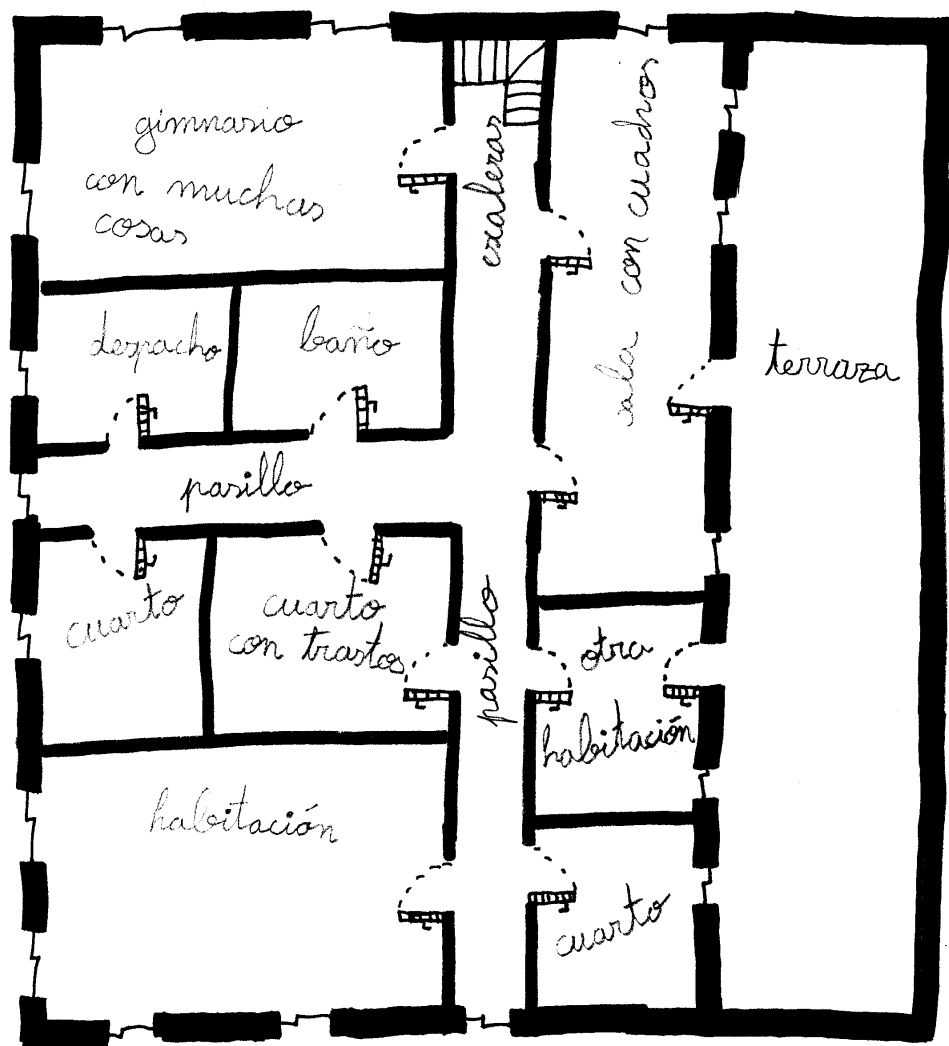 gimnasio
con muchas
cosas
escaleras
sala con cuadros
despacho
baño
terraza
pasillo
cuarto
cuarto
con trastos
pasillo
otra
habitación
habitación
cuarto